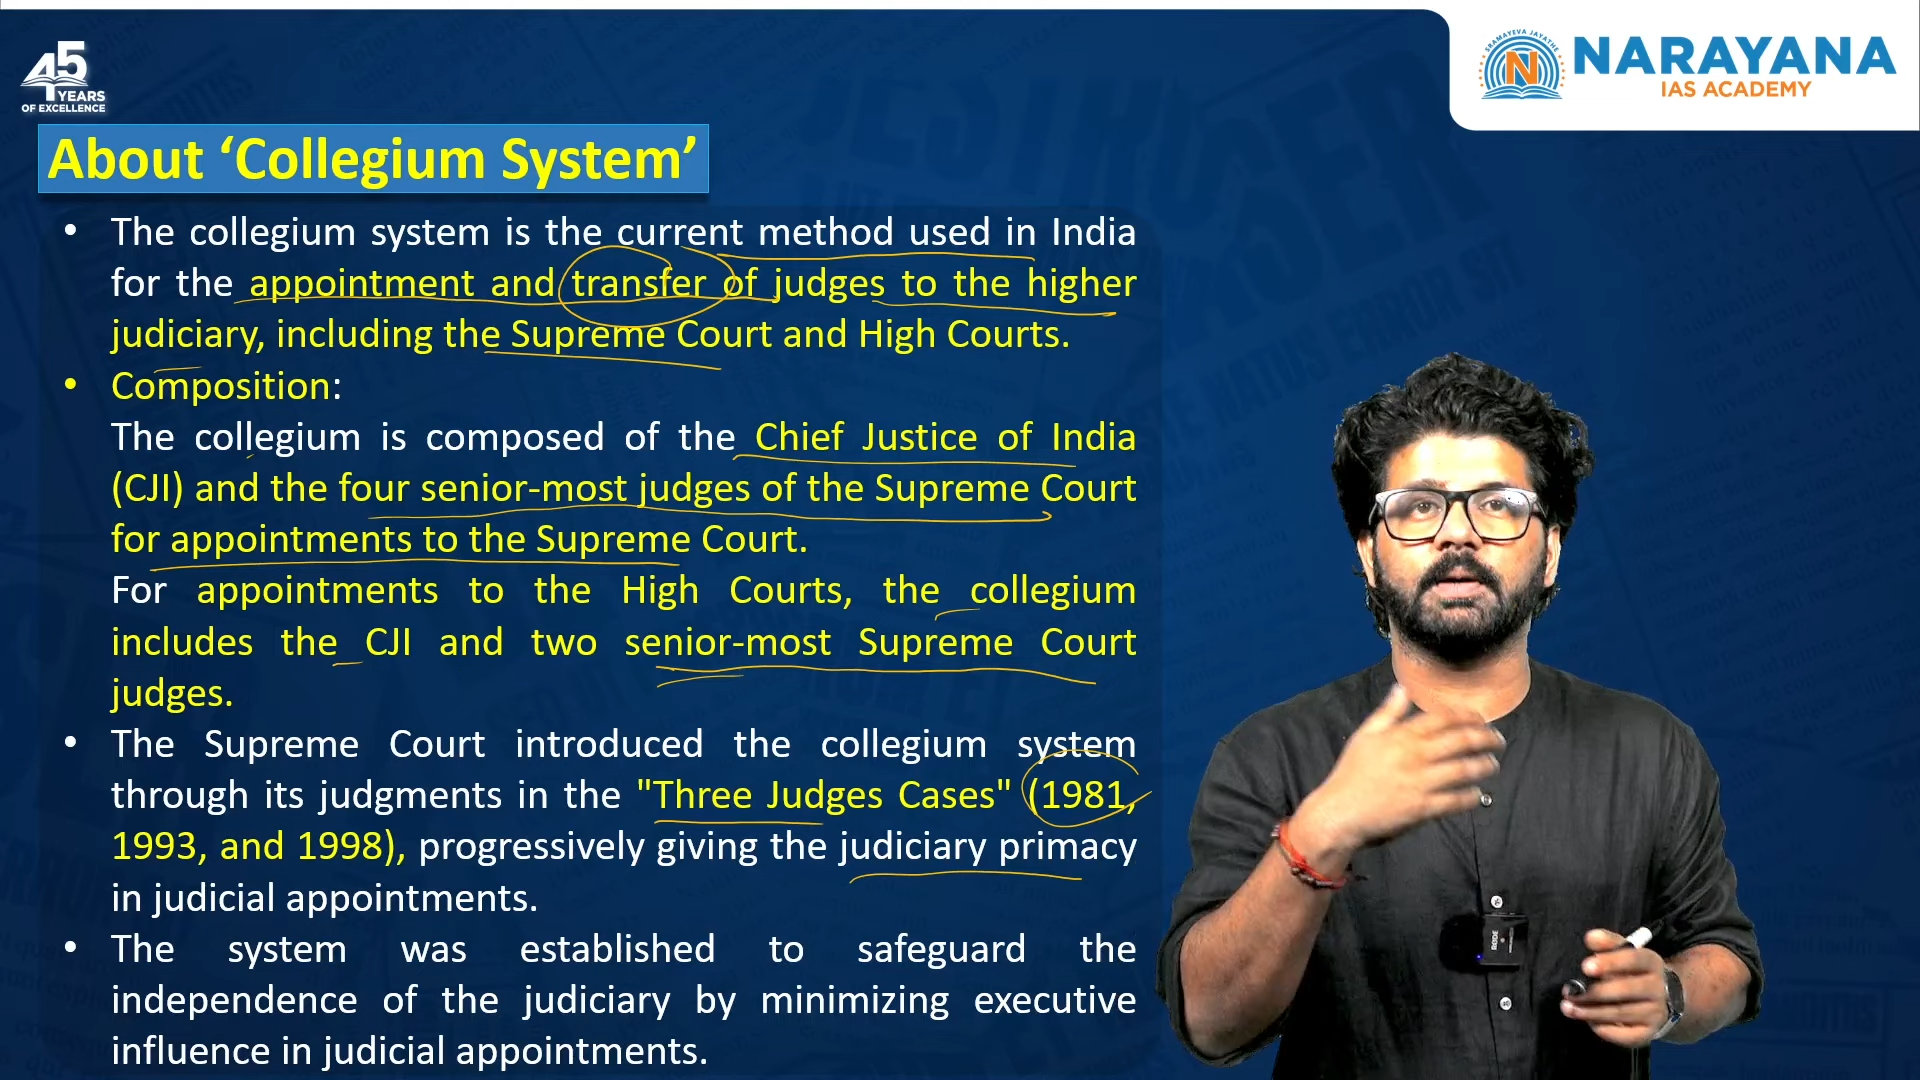 45
YEARS
OF EXCELLENCE
SRAMAYEVA JAYATHE
N
NARAYANA
IAS ACADEMY
About ‘Collegium System’
• The collegium system is the current method used in India
for the appointment and transfer of judges to the higher
judiciary, including the Supreme Court and High Courts.
• Composition:
The collegium is composed of the Chief Justice of India
(CJI) and the four senior-most judges of the Supreme Court
for appointments to the Supreme Court.
For appointments to the High Courts, the collegium
includes the CJI and two senior-most Supreme Court
judges.
• The Supreme Court introduced the collegium system
through its judgments in the "Three Judges Cases" (1981,
1993, and 1998), progressively giving the judiciary primacy
in judicial appointments.
• The system was established to safeguard the
independence of the judiciary by minimizing executive
influence in judicial appointments.
RODE